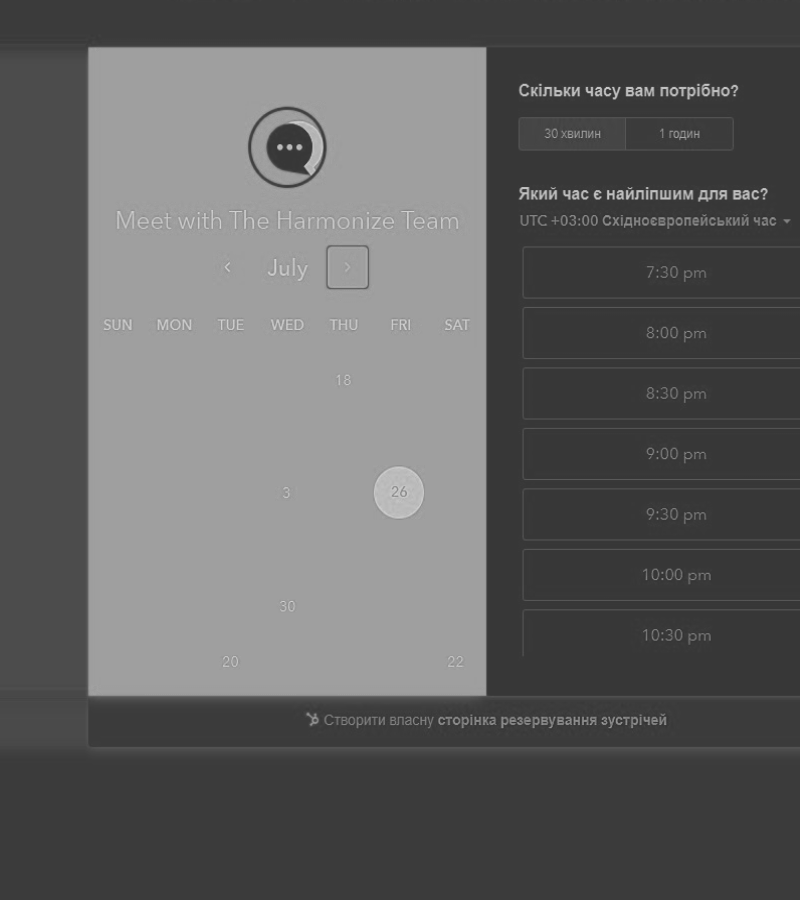 Meet with The Harmonize Team
July
SUN MON TUE WED THU FRI SAT
18
3 26
30
20 22
Скільки часу вам потрібно?
30 хвилин 1 годин
Який час є найліпшим для вас?
UTC +03:00 Східноєвропейський час
7:30 pm
8:00 pm
8:30 pm
9:00 pm
9:30 pm
10:00 pm
10:30 pm
Створити власну сторінка резервування зустрічей